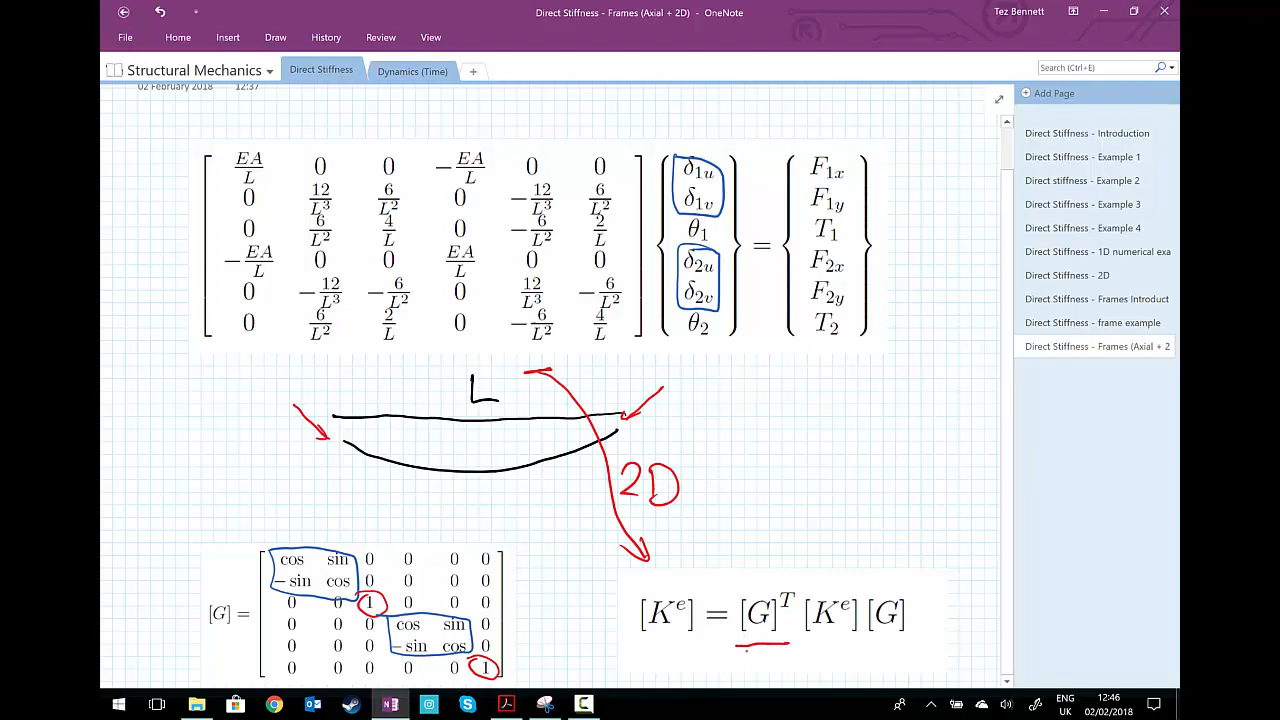 Direct Stiffness - Frames (Axial + 2D) - OneNote
Tez Bennett
File Home Insert Draw History Review View
Structural Mechanics Direct Stiffness Dynamics (Time) +
Search (Ctrl+E)
02 February 2018 12:37
Add Page
Direct Stiffness - Introduction
Direct Stiffness - Example 1
Direct stiffness - Example 2
Direct Stiffness - Example 3
Direct Stiffness - Example 4
Direct Stiffness - 1D numerical exa
Direct Stiffness - 2D
Direct Stiffness - Frames Introduct
Direct Stiffness - frame example
Direct Stiffness - Frames (Axial + 2
EA/L 0 0 -EA/L 0 0 δ1u F1x
0 12/L³ 6/L² 0 -12/L³ 6/L² δ1v F1y
0 6/L² 4/L 0 -6/L² 2/L θ1 = T1
-EA/L 0 0 EA/L 0 0 δ2u F2x
0 -12/L³ -6/L² 0 12/L³ -6/L² δ2v F2y
0 6/L² 2/L 0 -6/L² 4/L θ2 T2
L
2D
cos sin 0 0 0 0
-sin cos 0 0 0 0
[G] = 0 0 1 0 0 0
0 0 0 cos sin 0
0 0 0 -sin cos 0
0 0 0 0 0 1
[Kᵉ] = [G]ᵀ [Kᵉ] [G]
ENG
UK
12:46
02/02/2018